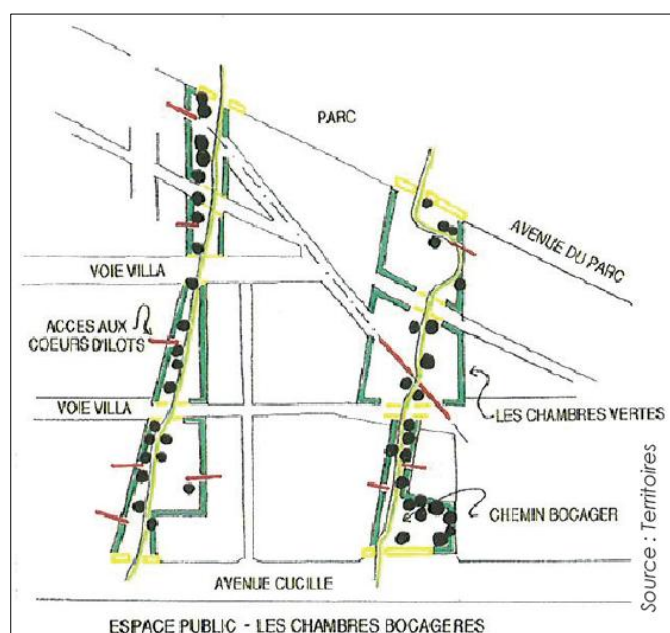 PARC
AVENUE DU PARC
VOIE VILLA
ACCES AUX
COEURS D'ILOTS
VOIE VILLA
LES CHAMBRES VERTES
CHEMIN BOCAGER
AVENUE CUCILLE
ESPACE PUBLIC - LES CHAMBRES BOCAGERES
Source : Territoires